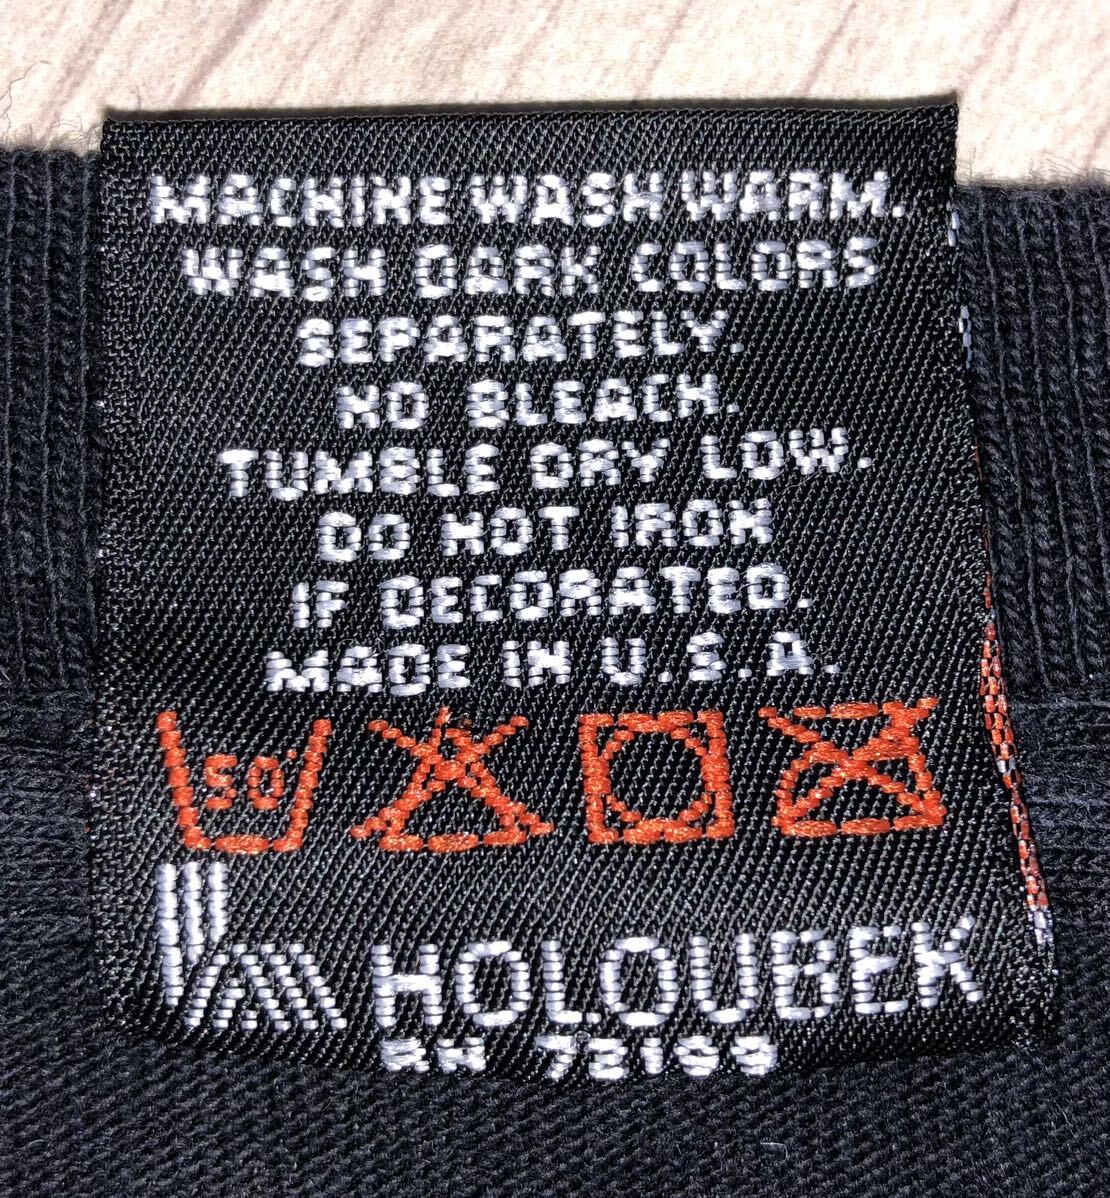 MACHINE WASH WARM.
WASH DARK COLORS
SEPARATELY.
NO BLEACH.
TUMBLE DRY LOW.
DO NOT IRON
IF DECORATED.
MADE IN U.S.A.
50°
HOLOUBEK
RN 72199